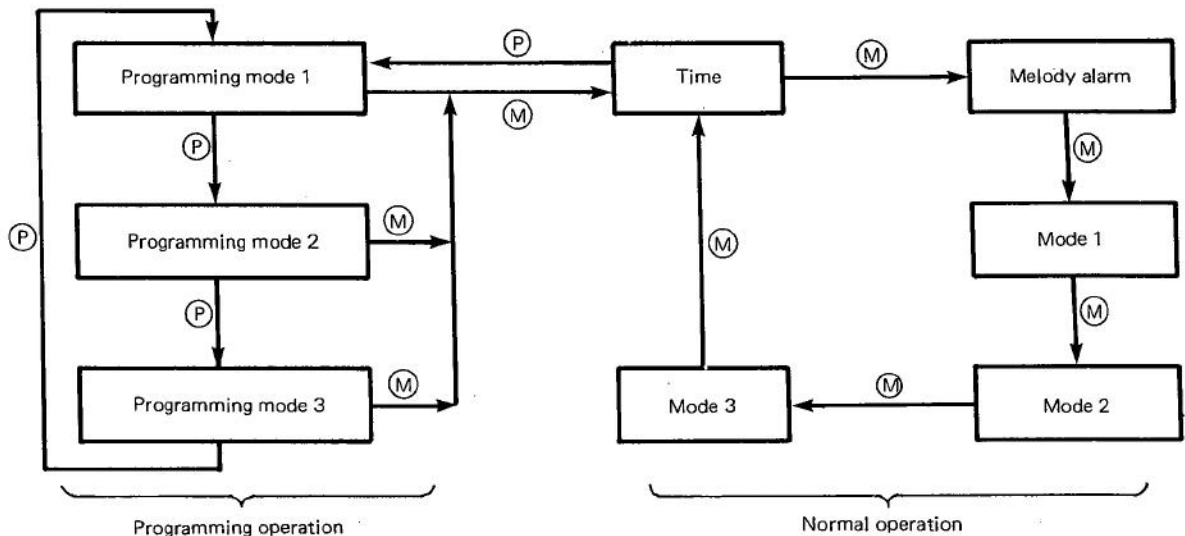 P
Programming mode 1
Time
M
Melody alarm
M
P
M
P
Programming mode 2
M
M
Mode 1
P
M
Programming mode 3
M
Mode 3
M
Mode 2
Programming operation
Normal operation